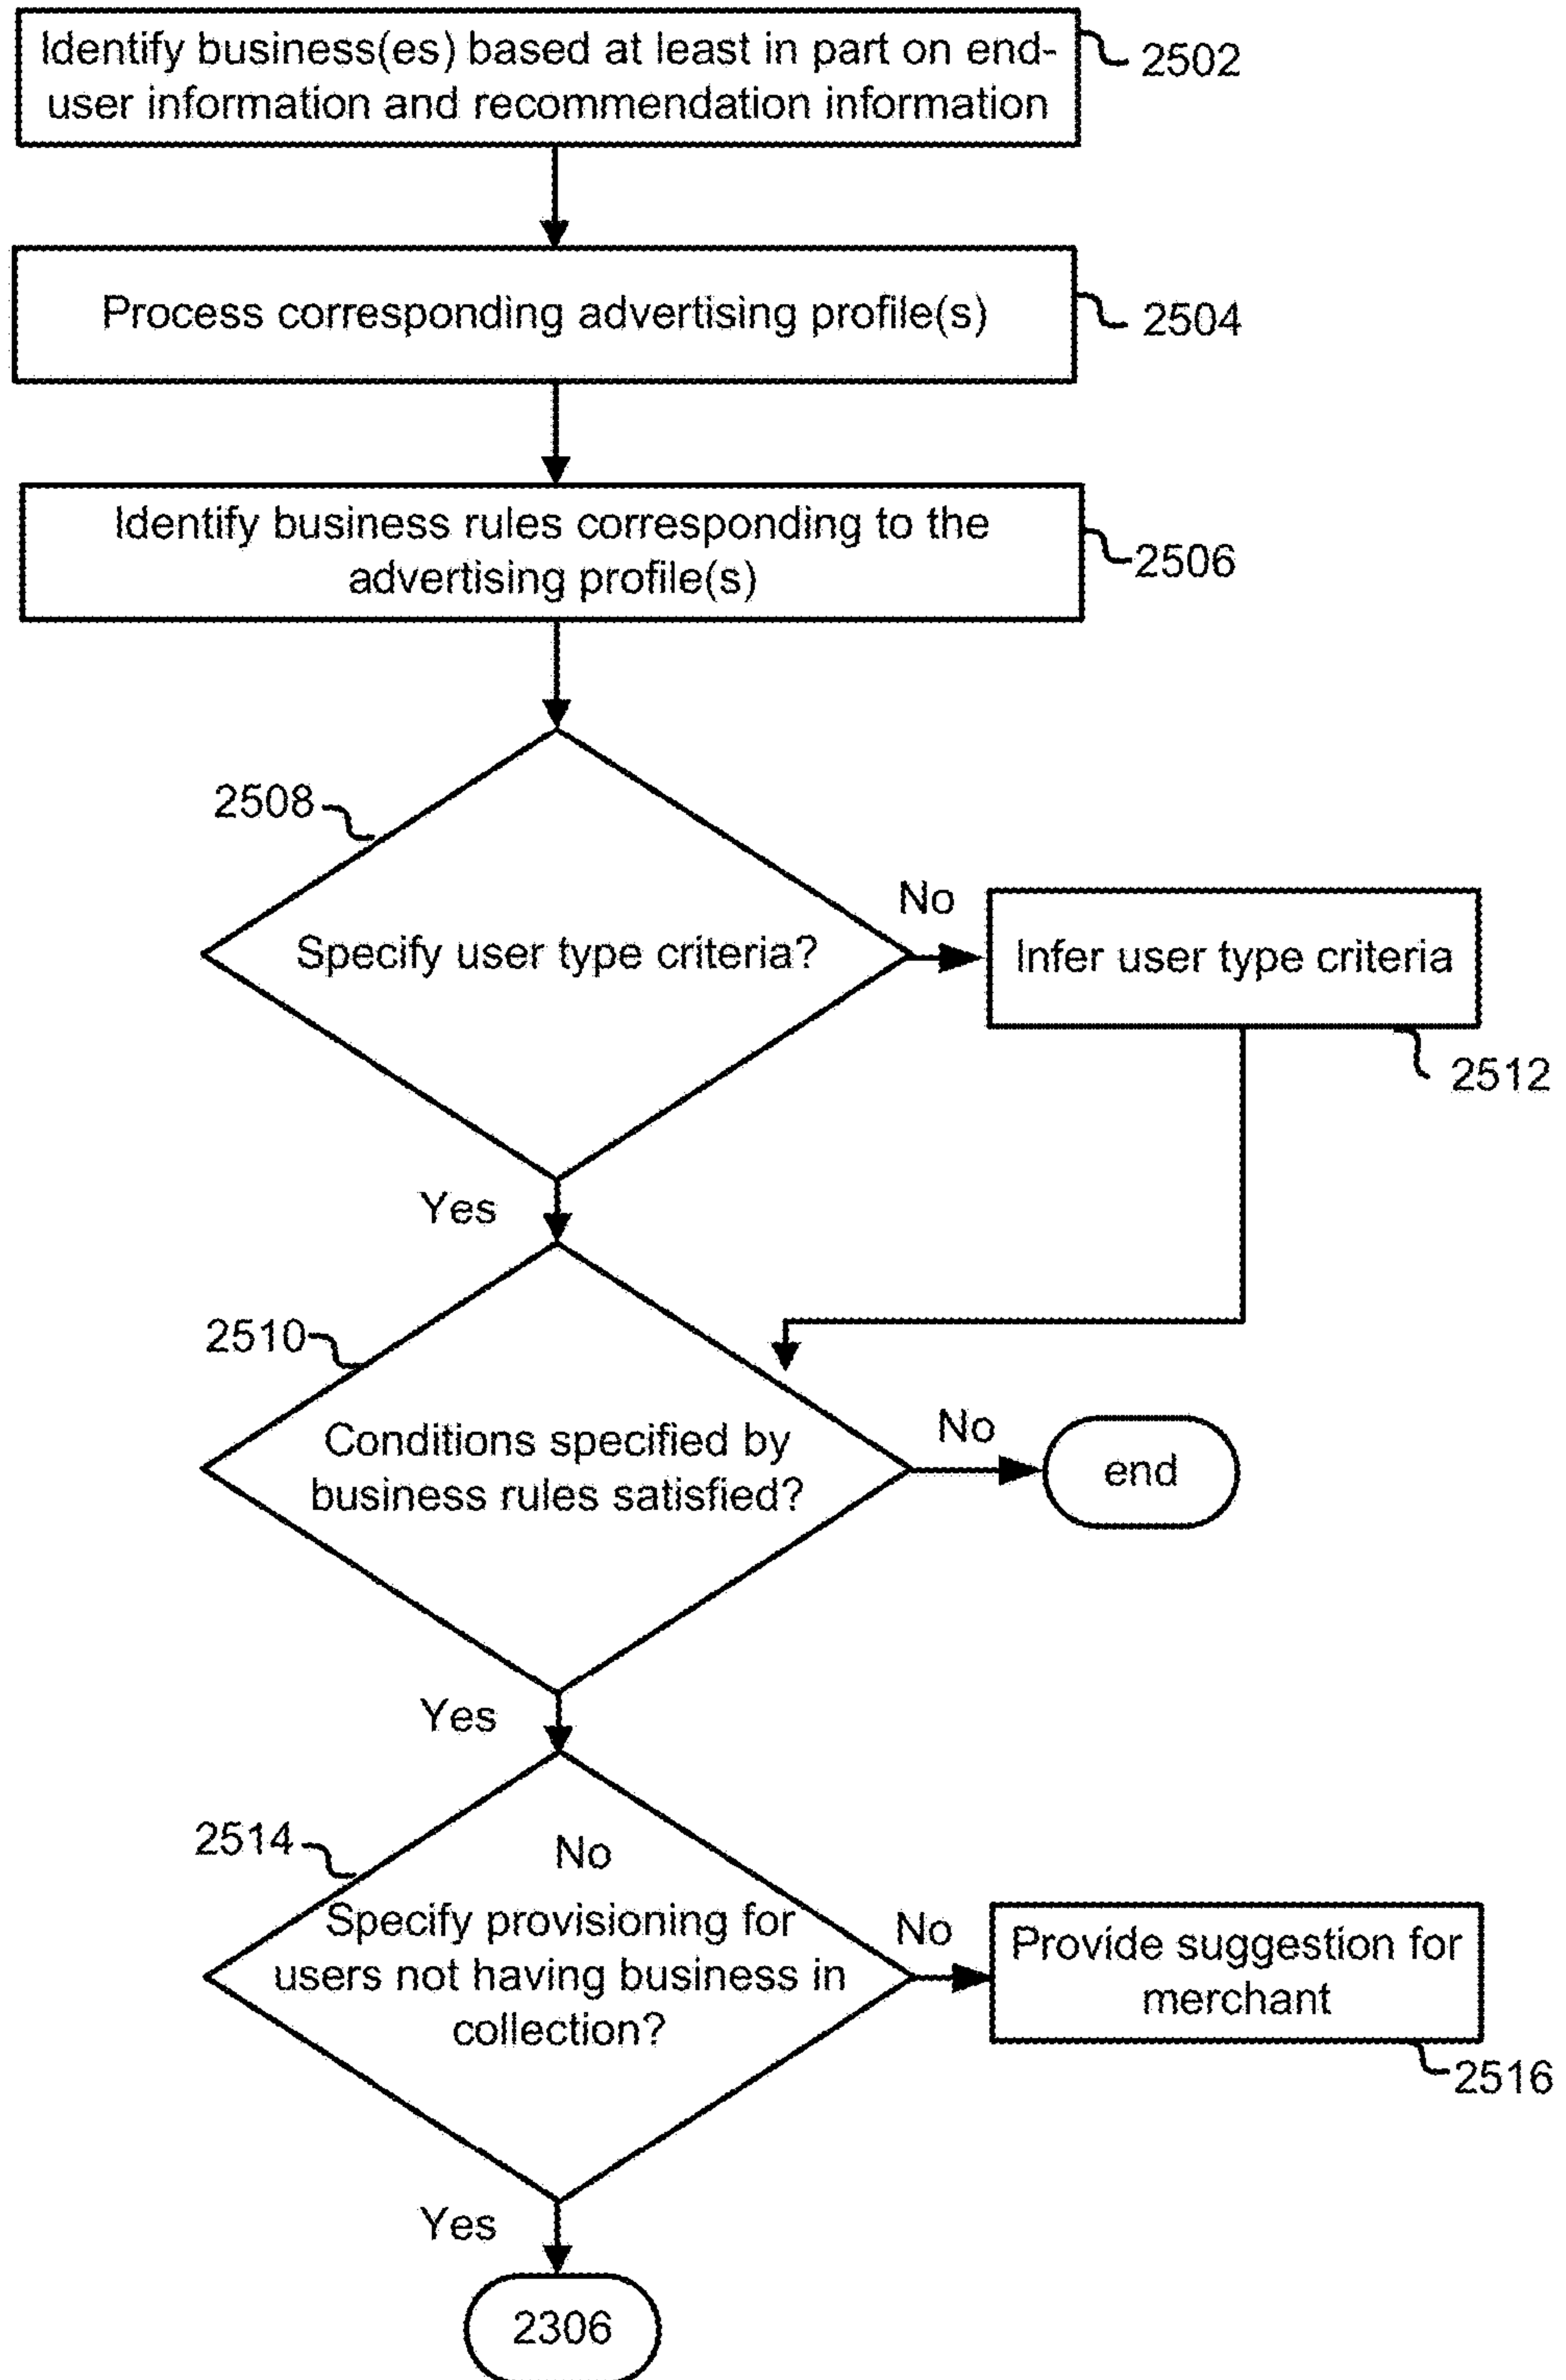 Identify business(es) based at least in part on end-
user information and recommendation information
2502
Process corresponding advertising profile(s)
2504
Identify business rules corresponding to the
advertising profile(s)
2506
2508
Specify user type criteria?
No
Infer user type criteria
2512
Yes
2510
Conditions specified by
business rules satisfied?
No
end
Yes
2514
No
Specify provisioning for
users not having business in
collection?
No
Provide suggestion for
merchant
2516
Yes
2306